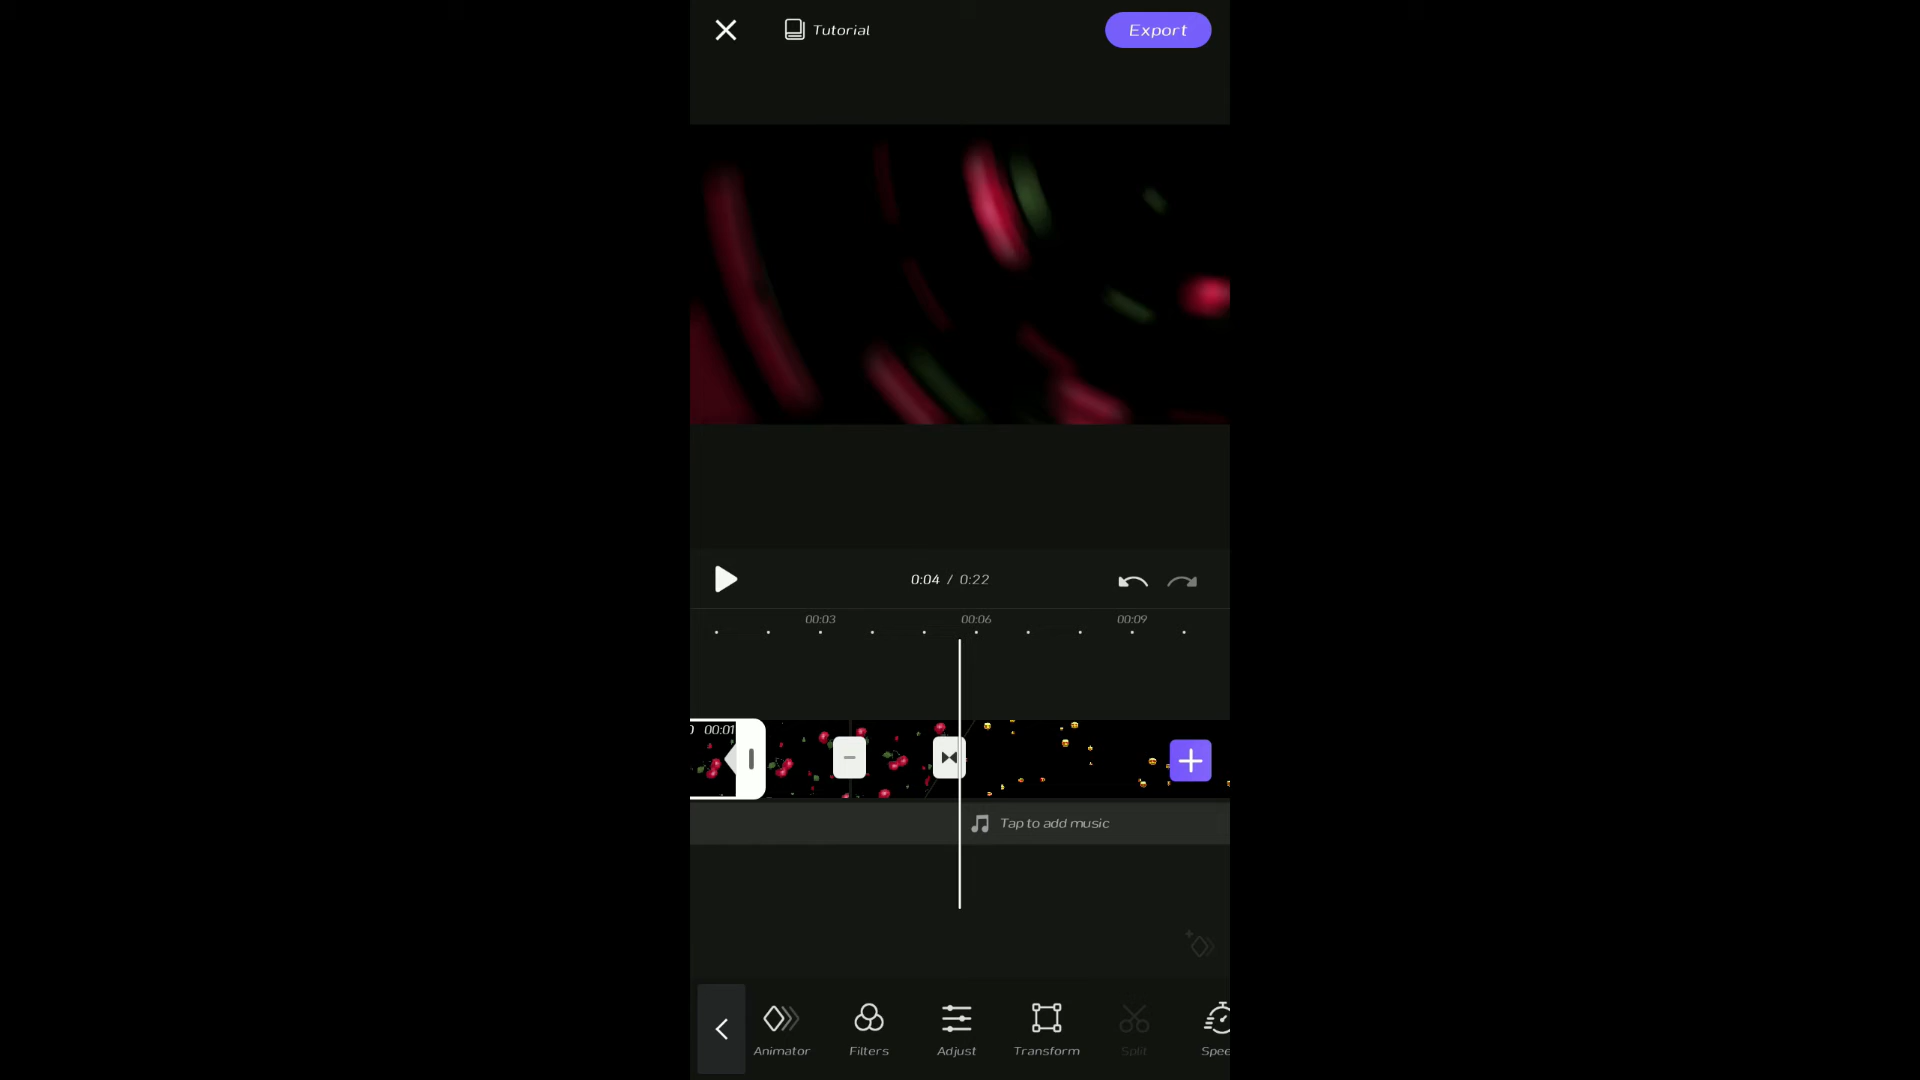 Tutorial
Export
0:04 / 0:22
00:03
00:06
00:09
00:01
Tap to add music
Animator
Filters
Adjust
Transform
Split
Spee